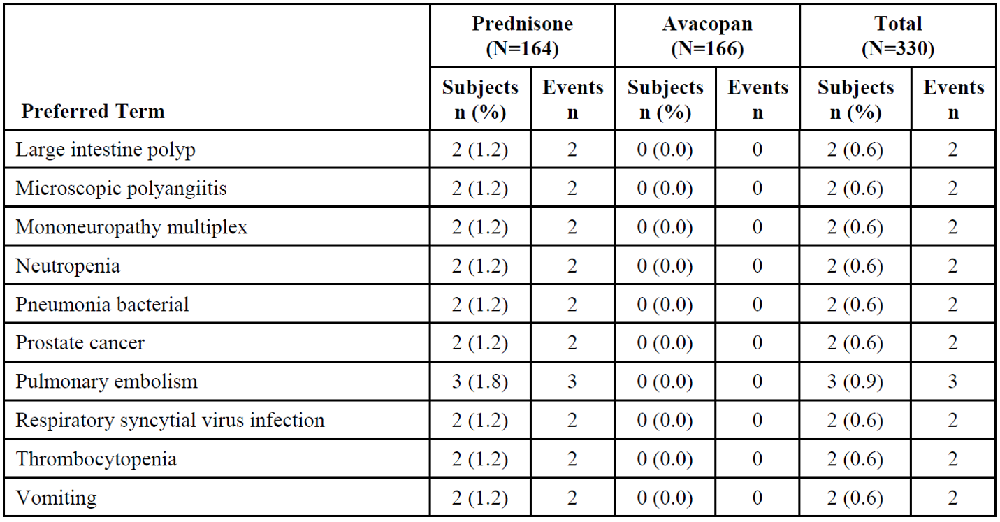 Prednisone (N=164) Avacopan (N=166) Total (N=330)
Preferred Term Subjects n (%) Events n Subjects n (%) Events n Subjects n (%) Events n
Large intestine polyp 2 (1.2) 2 0 (0.0) 0 2 (0.6) 2
Microscopic polyangiitis 2 (1.2) 2 0 (0.0) 0 2 (0.6) 2
Mononeuropathy multiplex 2 (1.2) 2 0 (0.0) 0 2 (0.6) 2
Neutropenia 2 (1.2) 2 0 (0.0) 0 2 (0.6) 2
Pneumonia bacterial 2 (1.2) 2 0 (0.0) 0 2 (0.6) 2
Prostate cancer 2 (1.2) 2 0 (0.0) 0 2 (0.6) 2
Pulmonary embolism 3 (1.8) 3 0 (0.0) 0 3 (0.9) 3
Respiratory syncytial virus infection 2 (1.2) 2 0 (0.0) 0 2 (0.6) 2
Thrombocytopenia 2 (1.2) 2 0 (0.0) 0 2 (0.6) 2
Vomiting 2 (1.2) 2 0 (0.0) 0 2 (0.6) 2